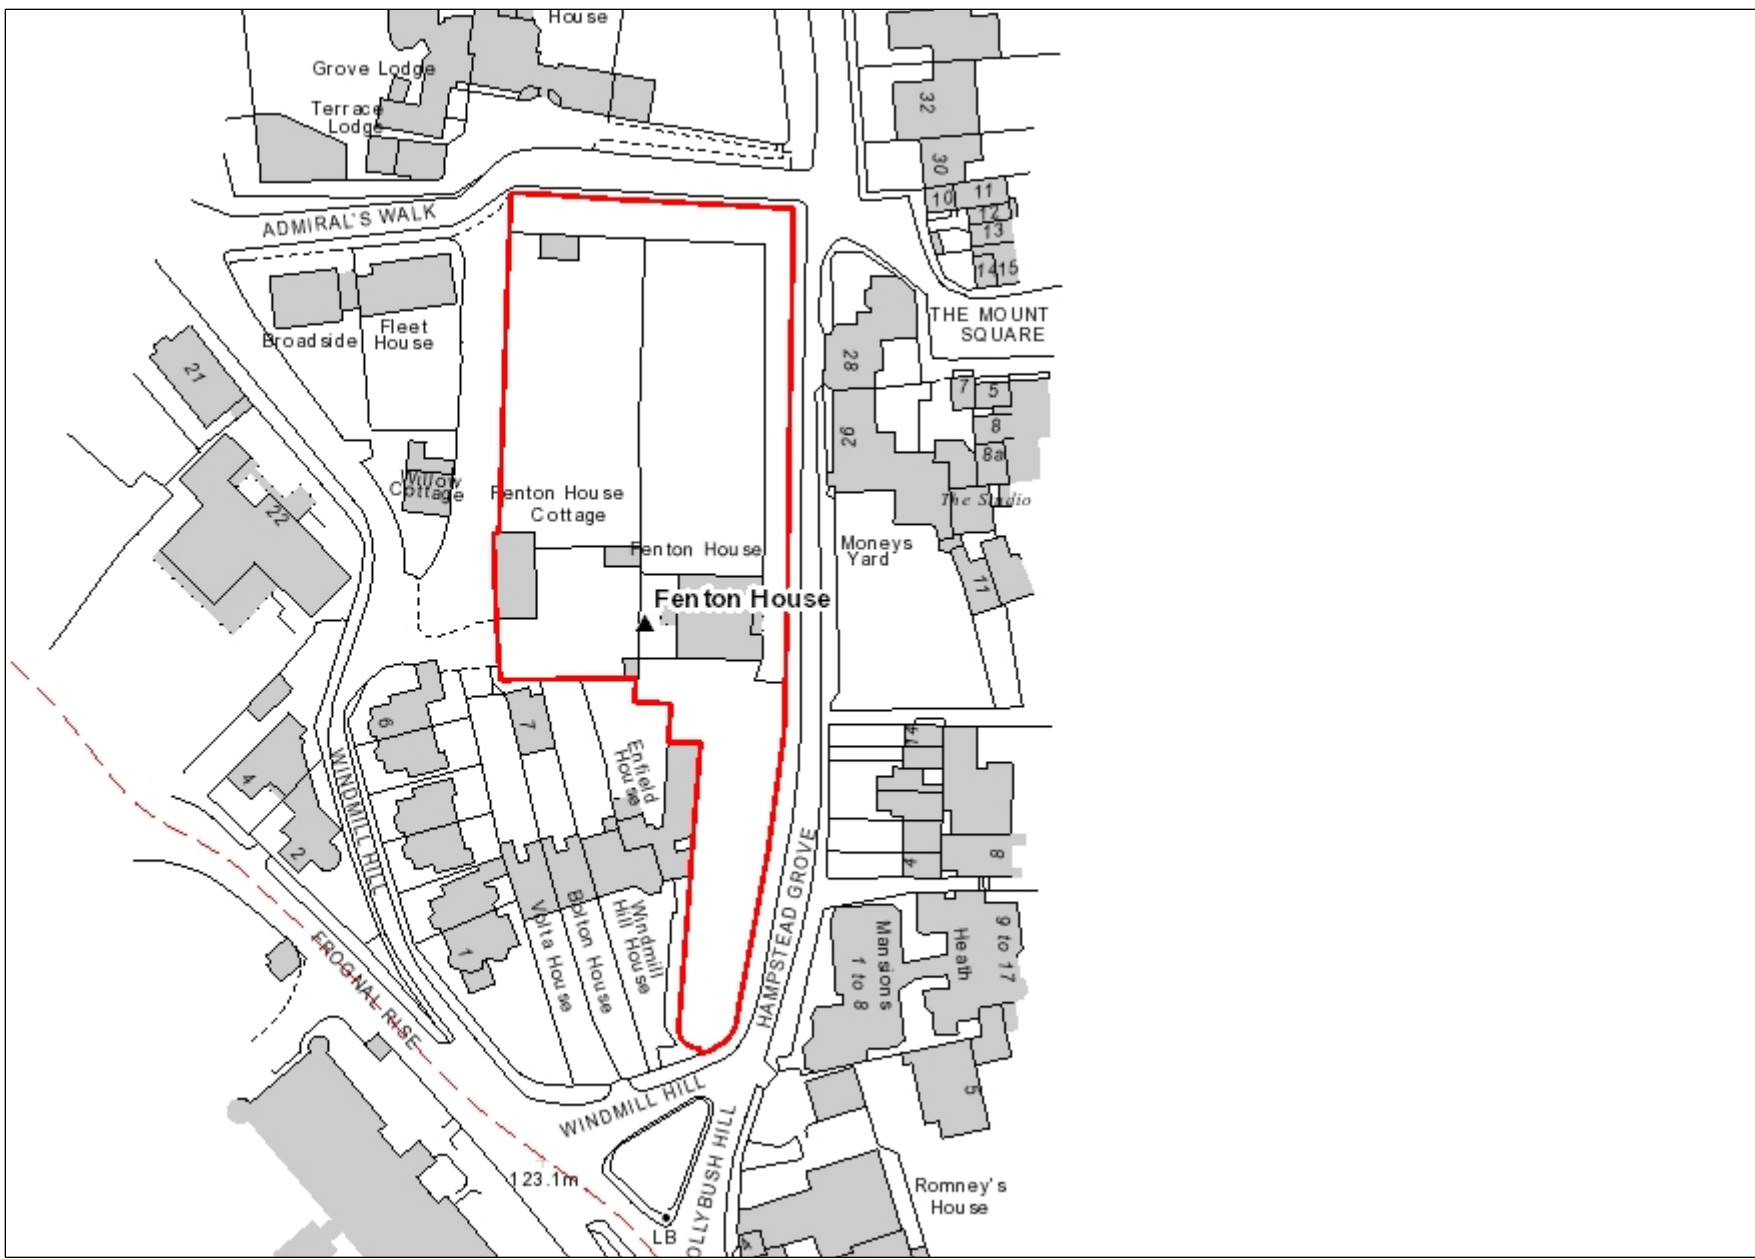 House
Grove Lodge
Terrace
Lodge
32
30
10
11
12
13
14
15
ADMIRAL'S WALK
THE MOUNT
SQUARE
Broadside
Fleet
House
21
28
7
5
26
8
8a
Willow
Cottage
Fenton House
Cottage
The Studio
22
Fenton House
Moneys
Yard
11
Fenton House
6
7
14
Enfield
House
WINDMILL HILL
4
2
4
8
HAMPSTEAD GROVE
1
Volta House
Bolton House
Windmill
Hill House
Mansions
1 to 8
Heath
9 to 17
FROGNAL RISE
5
WINDMILL HILL
OLLYBUSH HILL
123.1m
Romney's
House
LB